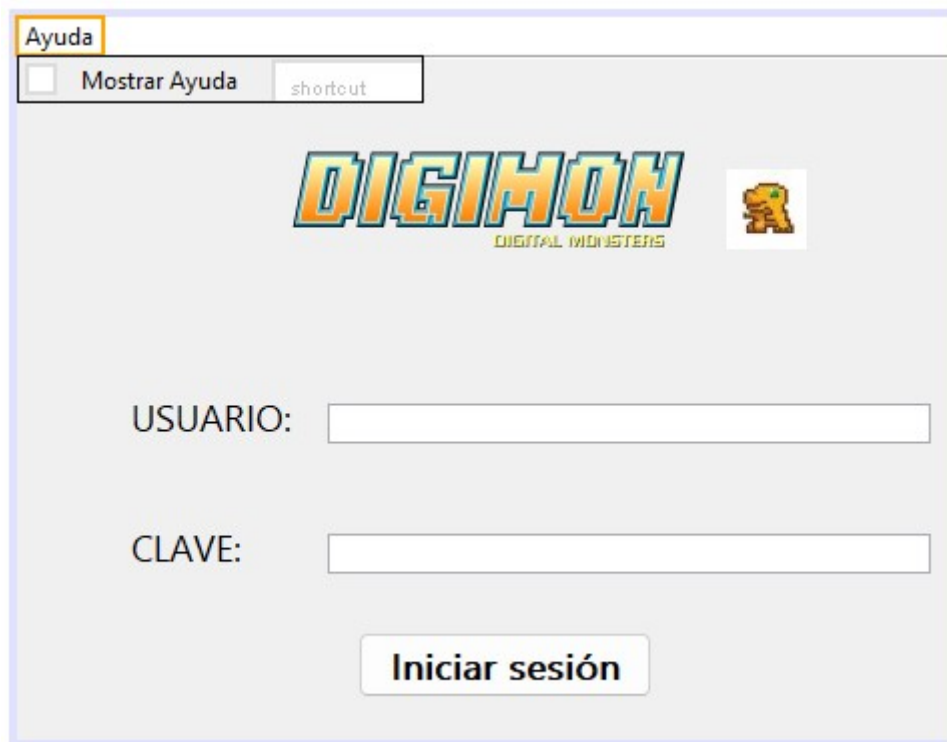 Ayuda
Mostrar Ayuda shortcut
DIGIMON
DIGITAL MONSTERS
USUARIO:
CLAVE:
Iniciar sesión